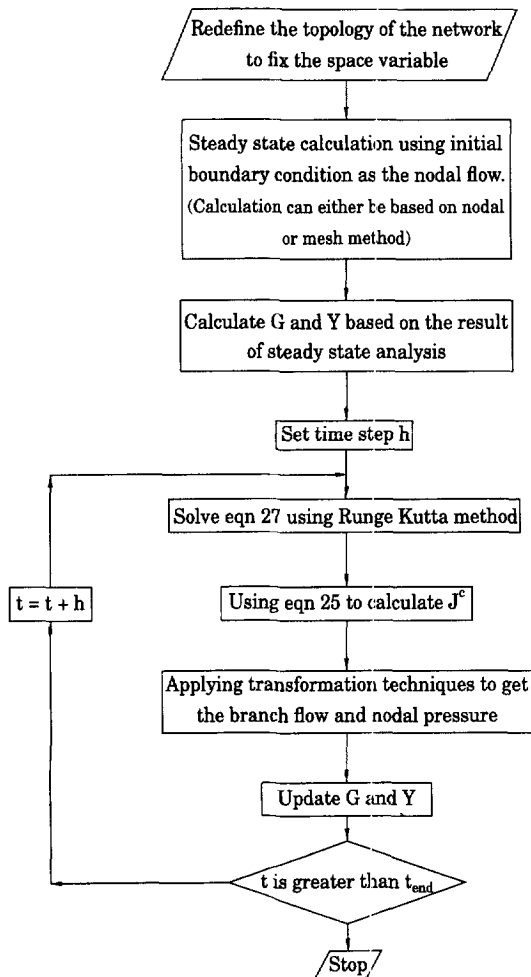 Redefine the topology of the network
to fix the space variable
Steady state calculation using initial
boundary condition as the nodal flow.
(Calculation can either be based on nodal
or mesh method)
Calculate G and Y based on the result
of steady state analysis
Set time step h
Solve eqn 27 using Runge Kutta method
t = t + h
Using eqn 25 to calculate J^c
Applying transformation techniques to get
the branch flow and nodal pressure
Update G and Y
t is greater than t_end
Stop